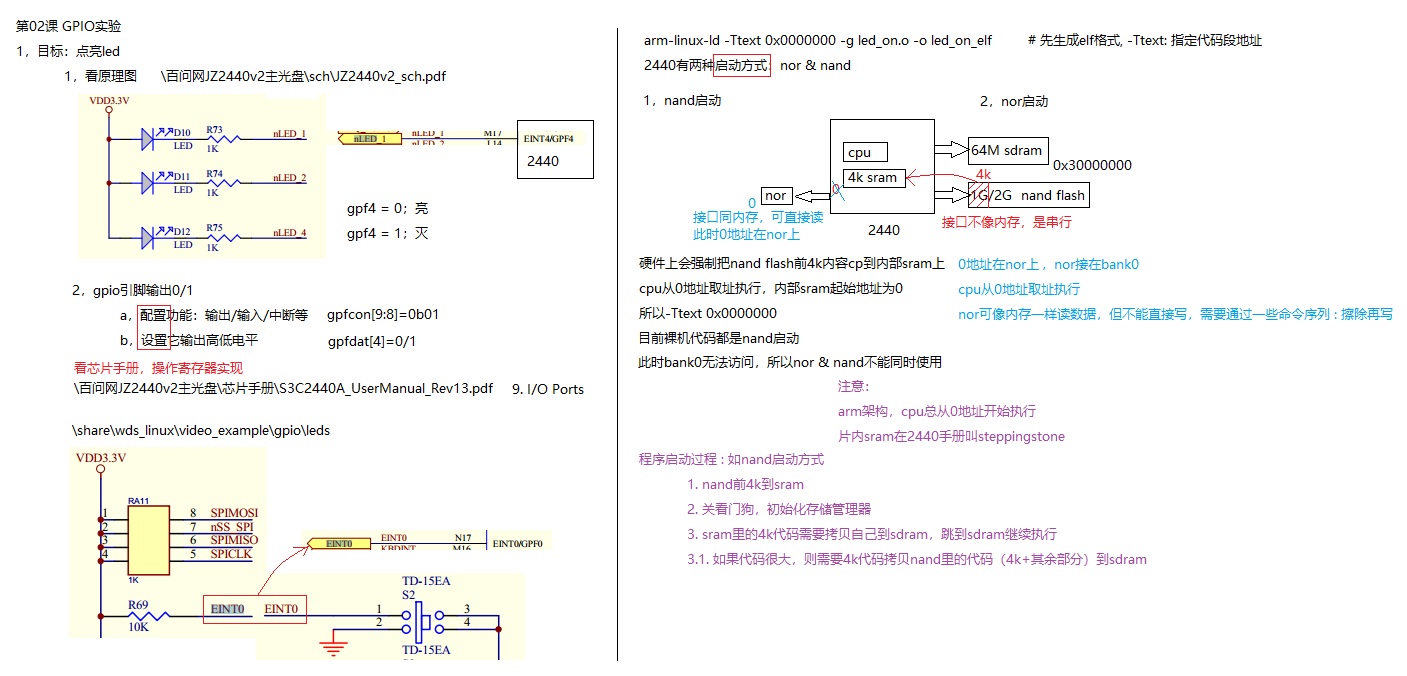 第02课 GPIO实验
1，目标：点亮led
1，看原理图 \百问网JZ2440v2主光盘\sch\JZ2440v2_sch.pdf
VDD3.3V
D10
LED
R73
1K
nLED_1
D11
LED
R74
1K
nLED_2
D12
LED
R75
1K
nLED_4
nLED_1
nLED_1
M17
nLED_2
L14
EINT4/GPF4
2440
gpf4 = 0；亮
gpf4 = 1；灭
2，gpio引脚输出0/1
a，配置功能：输出/输入/中断等 gpfcon[9:8]=0b01
b，设置它输出高低电平 gpfdat[4]=0/1
看芯片手册，操作寄存器实现
\百问网JZ2440v2主光盘\芯片手册\S3C2440A_UserManual_Rev13.pdf 9. I/O Ports
\share\wds_linux\video_example\gpio\leds
VDD3.3V
RA11
1 8 SPIMOSI
2 7 nSS_SPI
3 6 SPIMISO
4 5 SPICLK
1K
EINT0
EINT0 N17
KBDINT M16
EINT0/GPF0
R69
10K
EINT0 EINT0
TD-15EA
S2
1 3
2 4
TD-15EA
arm-linux-ld -Ttext 0x0000000 -g led_on.o -o led_on_elf # 先生成elf格式, -Ttext: 指定代码段地址
2440有两种启动方式：nor & nand
1，nand启动 2，nor启动
cpu
4k sram
64M sdram
0x30000000
4k
1G/2G nand flash
nor
0
0
接口同内存，可直接读
此时0地址在nor上
2440
接口不像内存，是串行
硬件上会强制把nand flash前4k内容cp到内部sram上
cpu从0地址取址执行，内部sram起始地址为0
所以-Ttext 0x0000000
目前裸机代码都是nand启动
此时bank0无法访问，所以nor & nand不能同时使用
0地址在nor上 ，nor接在bank0
cpu从0地址取址执行
nor可像内存一样读数据，但不能直接写，需要通过一些命令序列 : 擦除再写
注意：
arm架构，cpu总从0地址开始执行
片内sram在2440手册叫steppingstone
程序启动过程 : 如nand启动方式
1. nand前4k到sram
2. 关看门狗，初始化存储管理器
3. sram里的4k代码需要拷贝自己到sdram，跳到sdram继续执行
3.1. 如果代码很大，则需要4k代码拷贝nand里的代码（4k+其余部分）到sdram